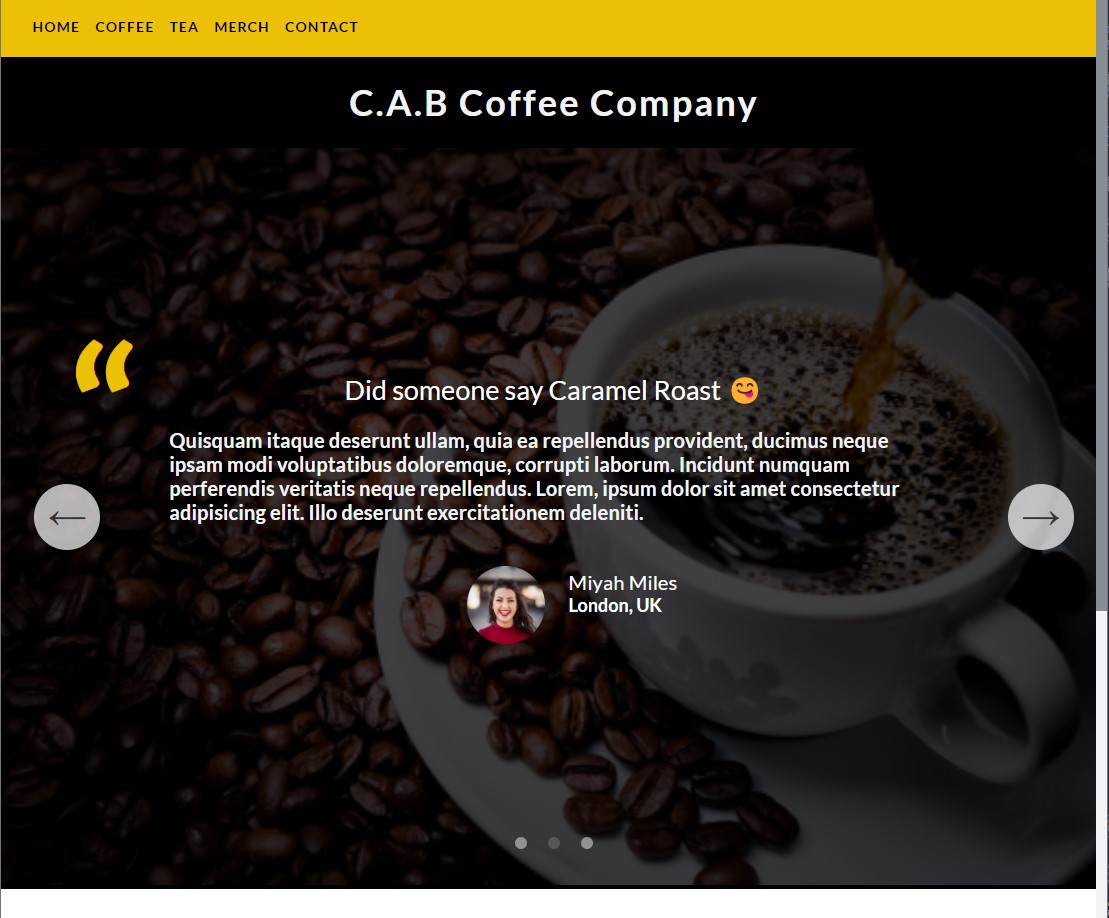 HOME COFFEE TEA MERCH CONTACT
C.A.B Coffee Company
“
Did someone say Caramel Roast 😋
Quisquam itaque deserunt ullam, quia ea repellendus provident, ducimus neque
ipsam modi voluptatibus doloremque, corrupti laborum. Incidunt numquam
perferendis veritatis neque repellendus. Lorem, ipsum dolor sit amet consectetur
adipisicing elit. Illo deserunt exercitationem deleniti.
← →
Miyah Miles
London, UK